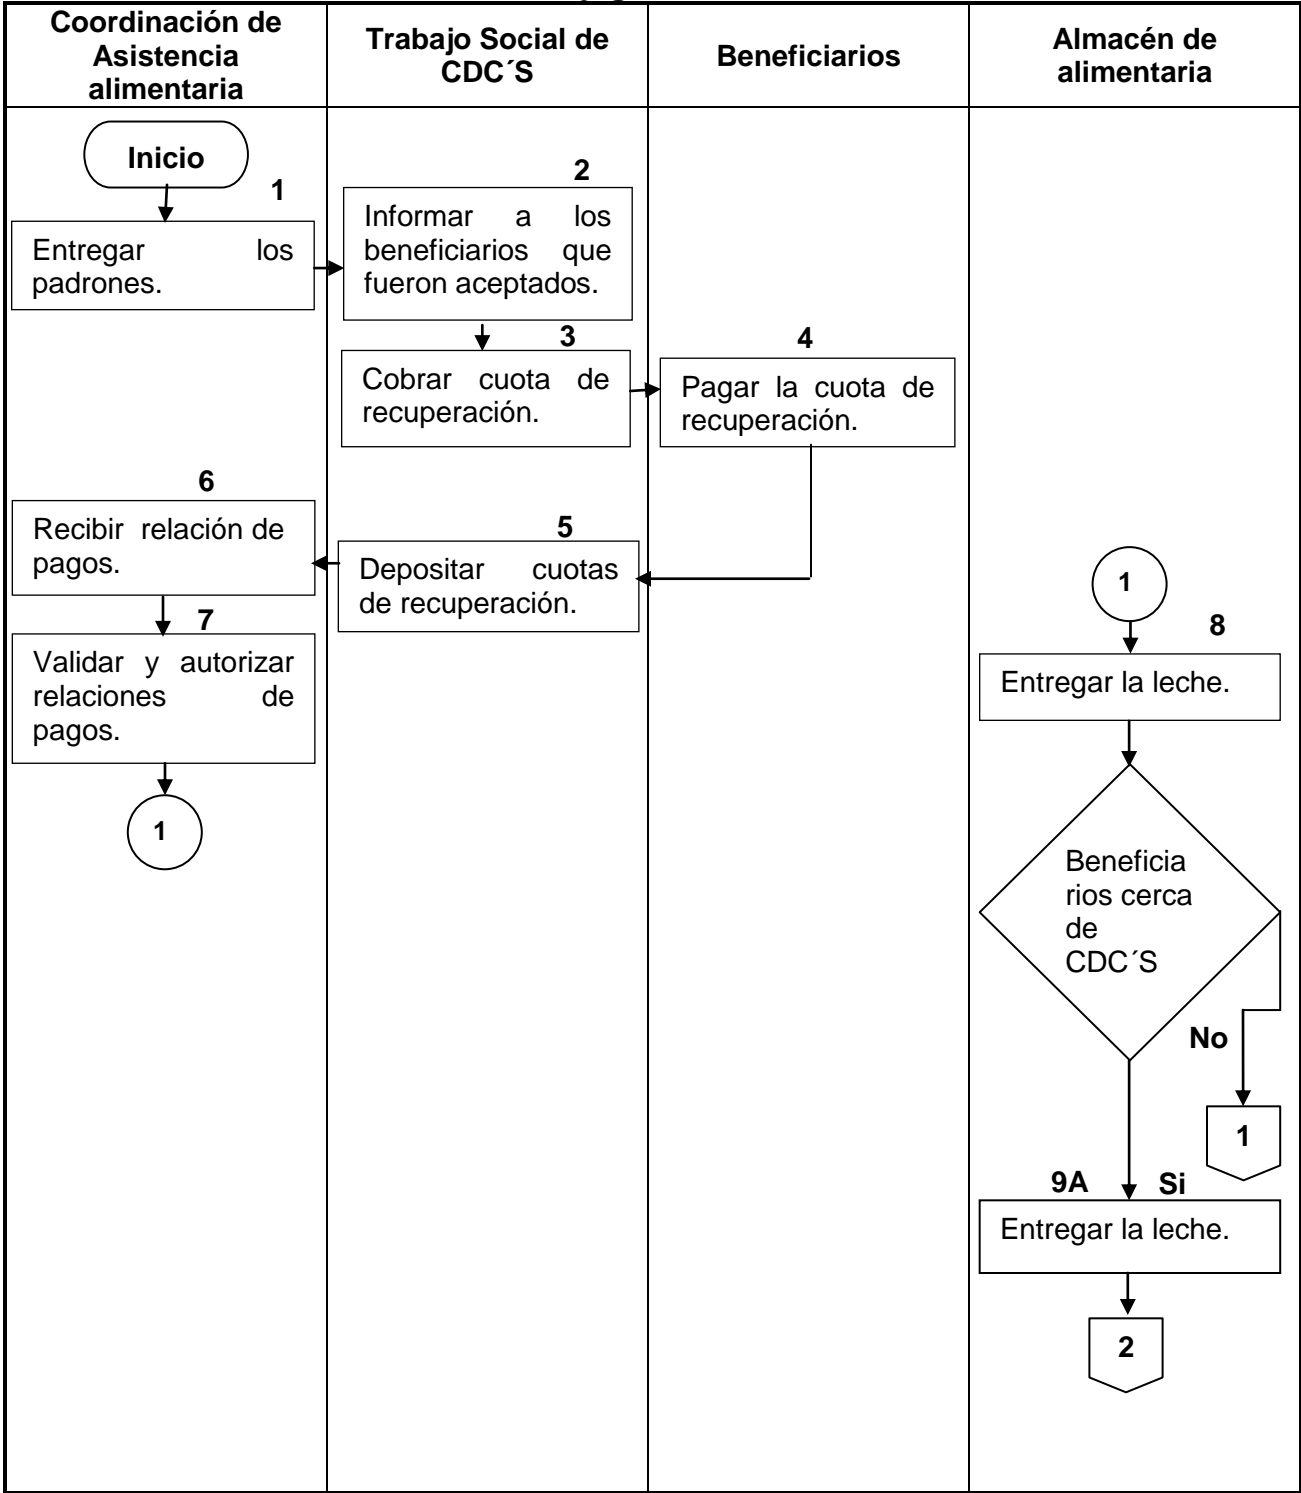 Coordinación de
Asistencia
alimentaria
Trabajo Social de
CDC´S
Beneficiarios
Almacén de
alimentaria
Inicio
1
Entregar los
padrones.
2
Informar a los
beneficiarios que
fueron aceptados.
3
Cobrar cuota de
recuperación.
4
Pagar la cuota de
recuperación.
5
Depositar cuotas
de recuperación.
6
Recibir relación de
pagos.
7
Validar y autorizar
relaciones de
pagos.
1
1
8
Entregar la leche.
Beneficia
rios cerca
de
CDC´S
No
1
9A Si
Entregar la leche.
2